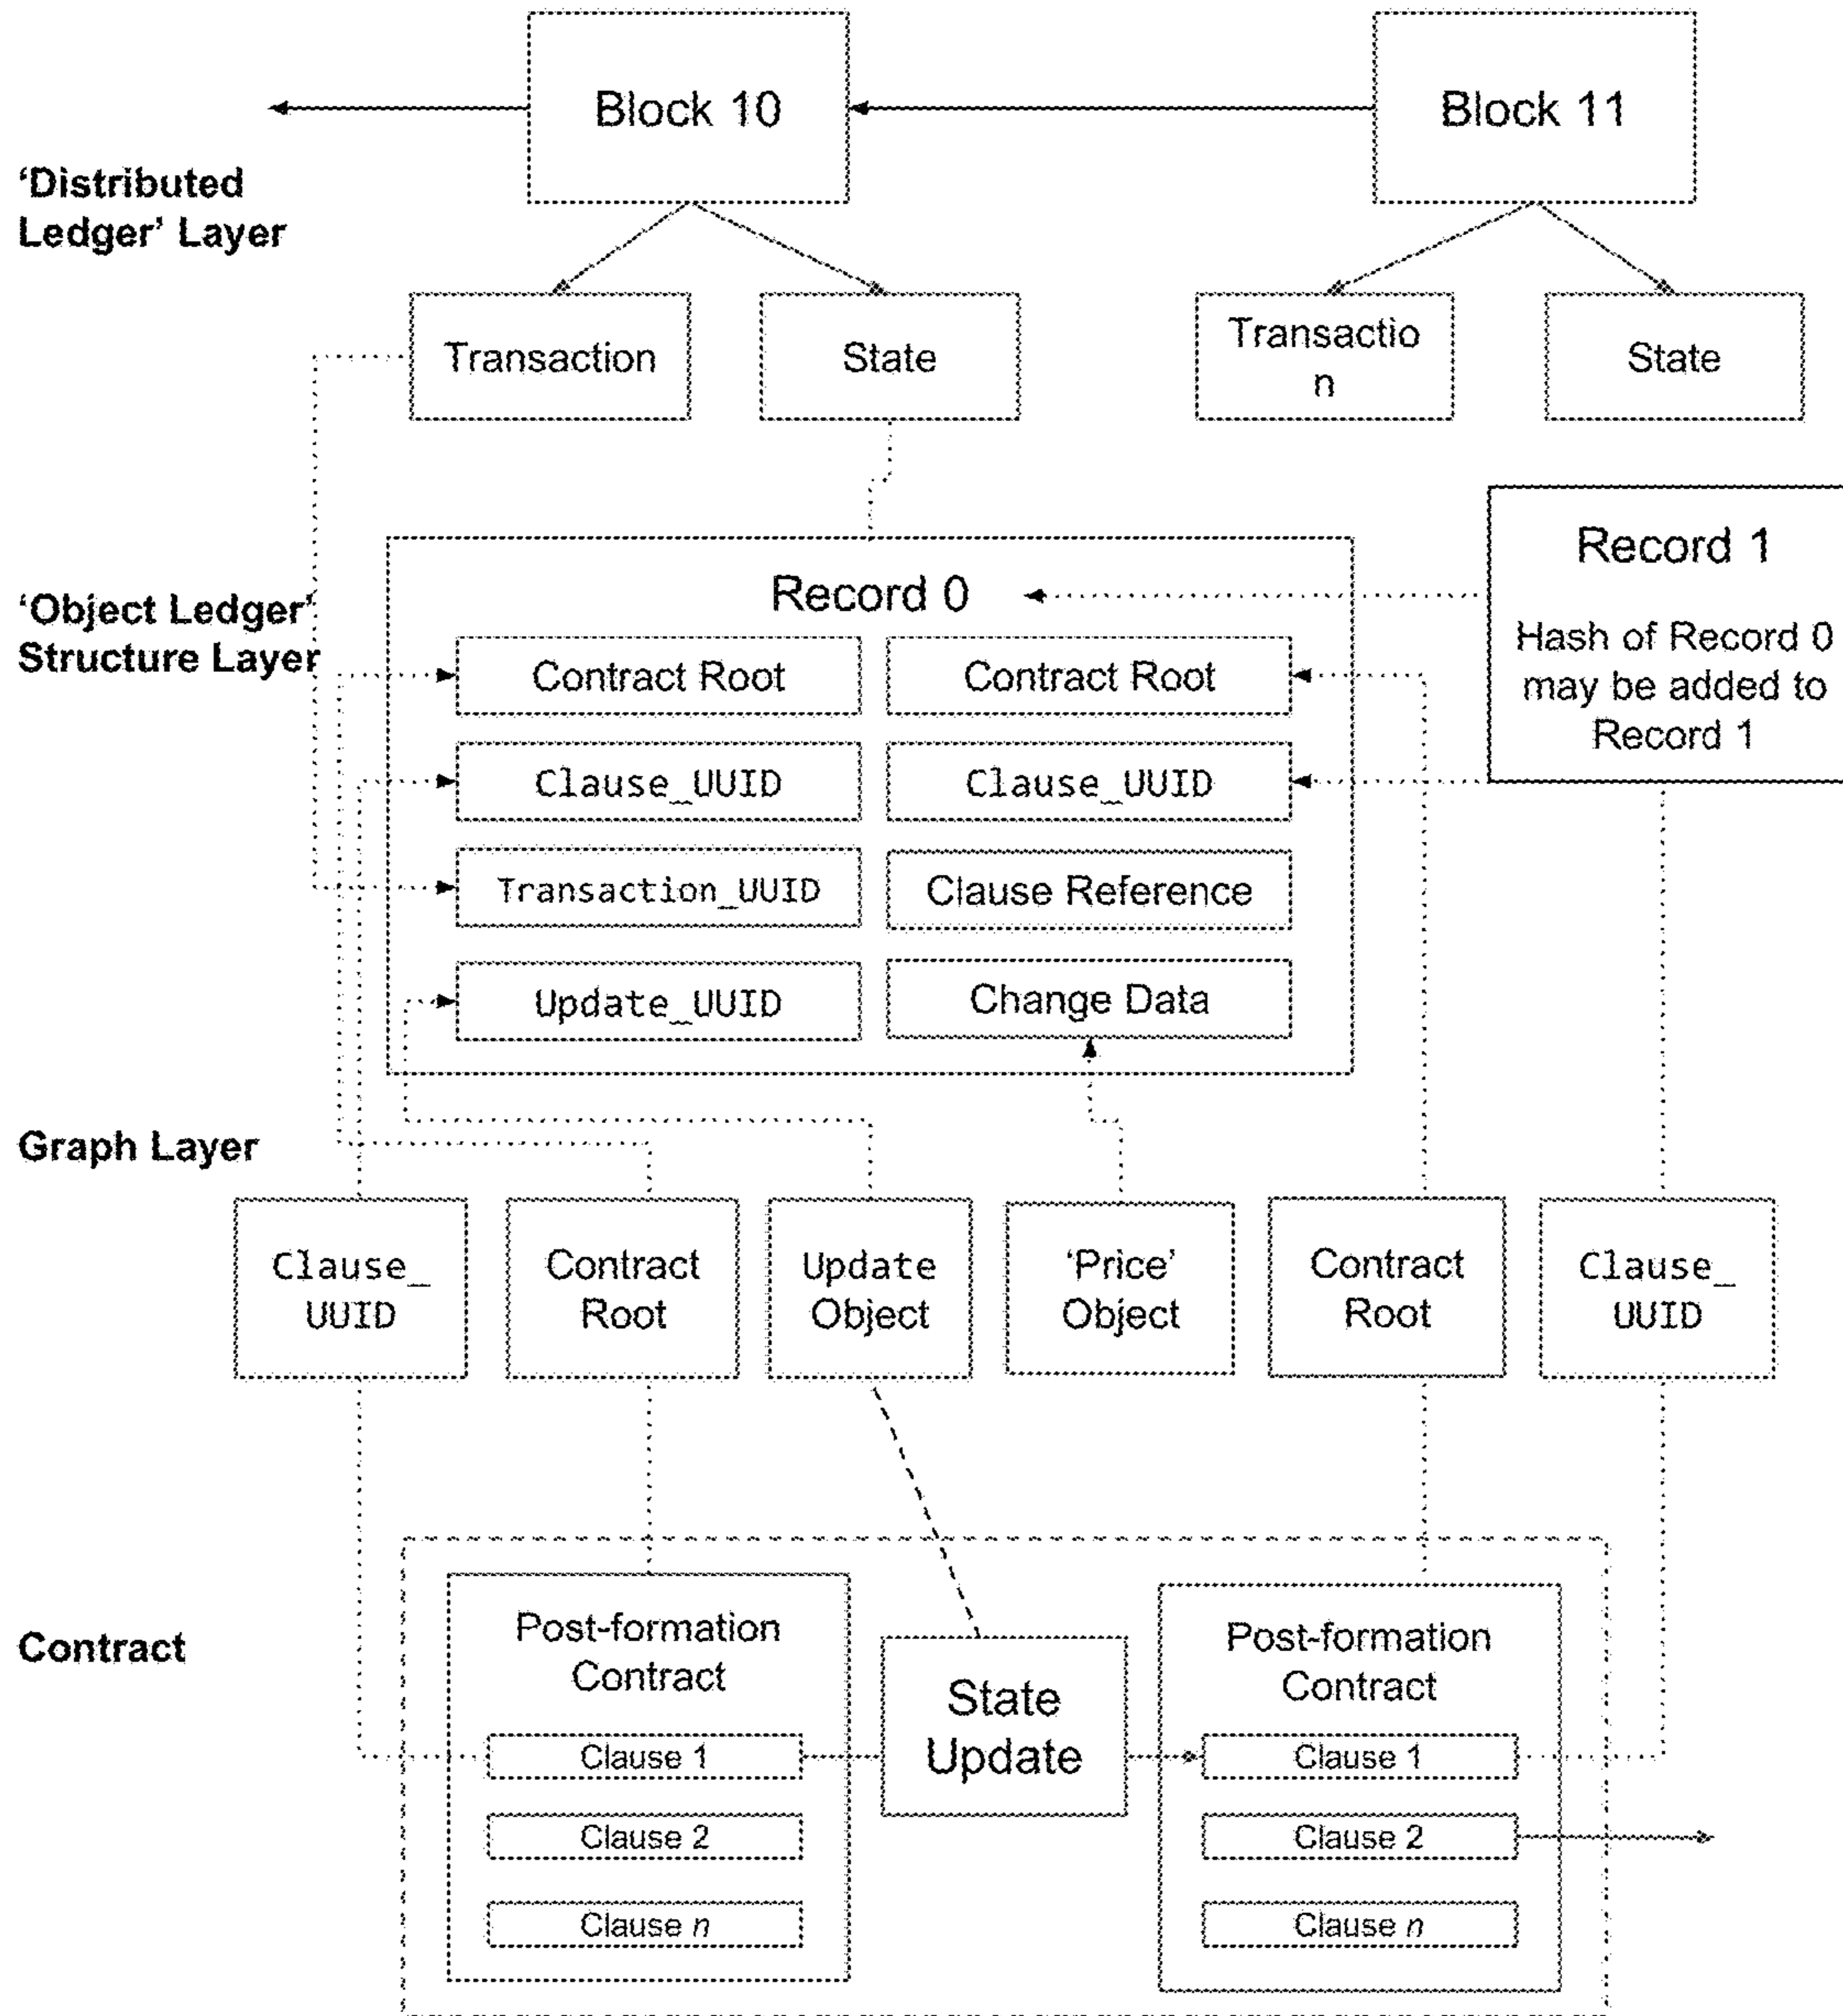 Block 10
Block 11
‘Distributed
Ledger’ Layer
Transaction
State
Transactio
n
State
‘Object Ledger’
Structure Layer
Record 0
Contract Root
Contract Root
Clause_UUID
Clause_UUID
Transaction_UUID
Clause Reference
Update_UUID
Change Data
Record 1
Hash of Record 0
may be added to
Record 1
Graph Layer
Clause_
UUID
Contract
Root
Update
Object
‘Price’
Object
Contract
Root
Clause_
UUID
Contract
Post-formation
Contract
Clause 1
Clause 2
Clause n
State
Update
Post-formation
Contract
Clause 1
Clause 2
Clause n